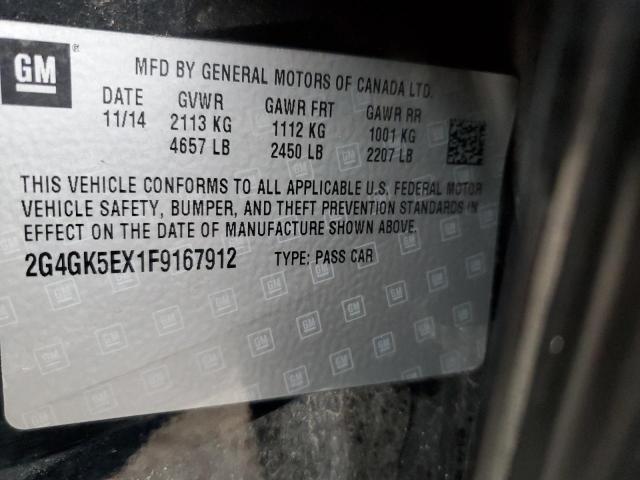 GM ®
MFD BY GENERAL MOTORS OF CANADA LTD.
DATE GVWR GAWR FRT GAWR RR
11/14 2113 KG 1112 KG 1001 KG
4657 LB 2450 LB 2207 LB
THIS VEHICLE CONFORMS TO ALL APPLICABLE U.S. FEDERAL MOTOR
VEHICLE SAFETY, BUMPER, AND THEFT PREVENTION STANDARDS IN
EFFECT ON THE DATE OF MANUFACTURE SHOWN ABOVE.
2G4GK5EX1F9167912 TYPE: PASS CAR